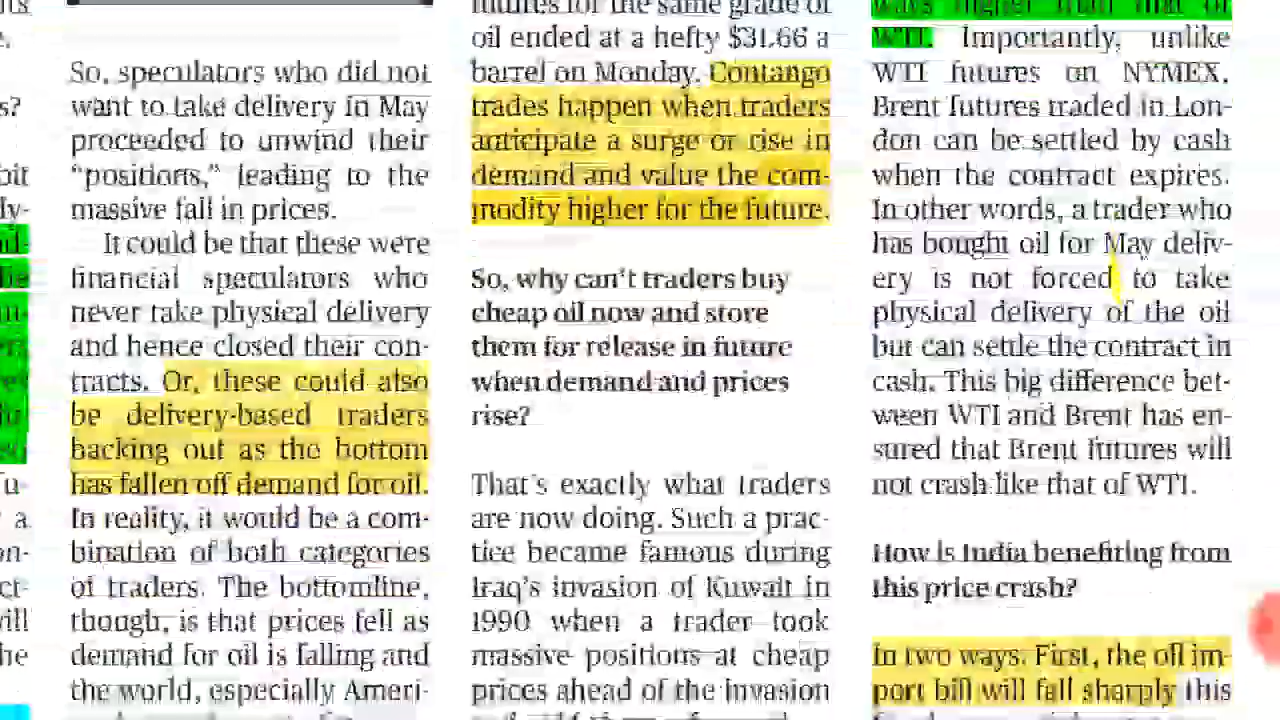 So, speculators who did not
want to take delivery in May
proceeded to unwind their
“positions,” leading to the
massive fall in prices.
It could be that these were
financial speculators who
never take physical delivery
and hence closed their con-
tracts. Or, these could also
be delivery-based traders
backing out as the bottom
has fallen off demand for oil.
In reality, it would be a com-
bination of both categories
of traders. The bottomline,
though, is that prices fell as
demand for oil is falling and
the world, especially Ameri-
futures for the same grade of
oil ended at a hefty $31.66 a
barrel on Monday. Contango
trades happen when traders
anticipate a surge or rise in
demand and value the com-
modity higher for the future.
So, why can't traders buy
cheap oil now and store
them for release in future
when demand and prices
rise?
That's exactly what traders
are now doing. Such a prac-
tice became famous during
Iraq's invasion of Kuwait in
1990 when a trader took
massive positions at cheap
prices ahead of the invasion
ways higher than that of
WTI. Importantly, unlike
WTI futures on NYMEX,
Brent futures traded in Lon-
don can be settled by cash
when the contract expires.
In other words, a trader who
has bought oil for May deliv-
ery is not forced to take
physical delivery of the oil
but can settle the contract in
cash. This big difference bet-
ween WTI and Brent has en-
sured that Brent futures will
not crash like that of WTI.
How is India benefiting from
this price crash?
In two ways. First, the oil im-
port bill will fall sharply this